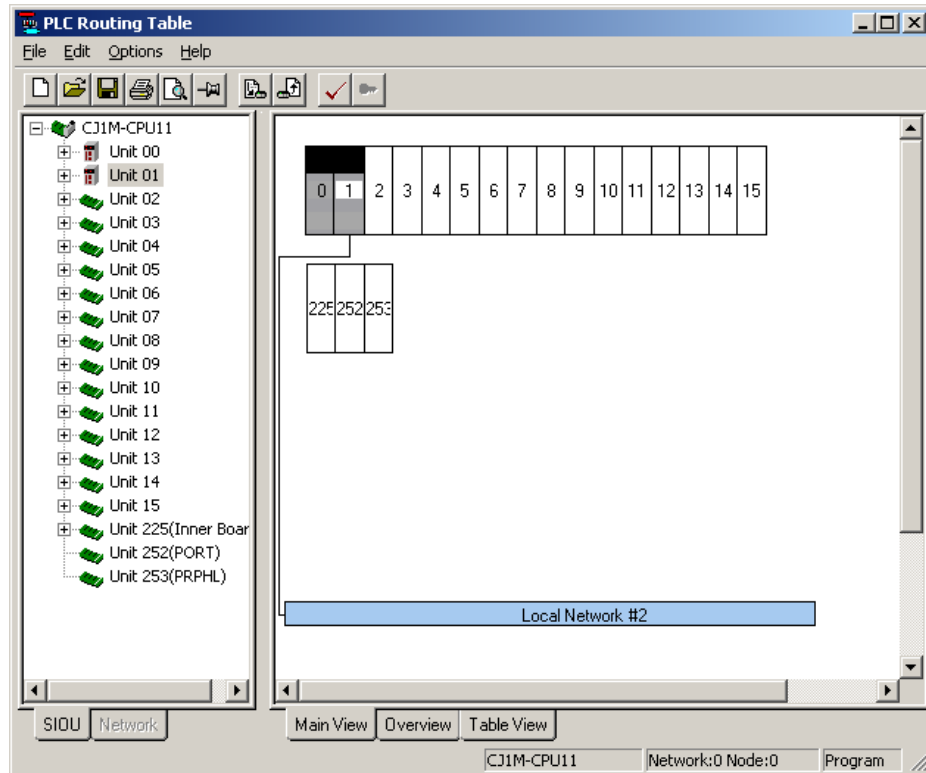 PLC Routing Table
File Edit Options Help
CJ1M-CPU11
Unit 00
Unit 01
Unit 02
Unit 03
Unit 04
Unit 05
Unit 06
Unit 07
Unit 08
Unit 09
Unit 10
Unit 11
Unit 12
Unit 13
Unit 14
Unit 15
Unit 225(Inner Boar
Unit 252(PORT)
Unit 253(PRPHL)
SIOU Network
0 1 2 3 4 5 6 7 8 9 10 11 12 13 14 15
225 252 253
Local Network #2
Main View Overview Table View
CJ1M-CPU11 Network:0 Node:0 Program